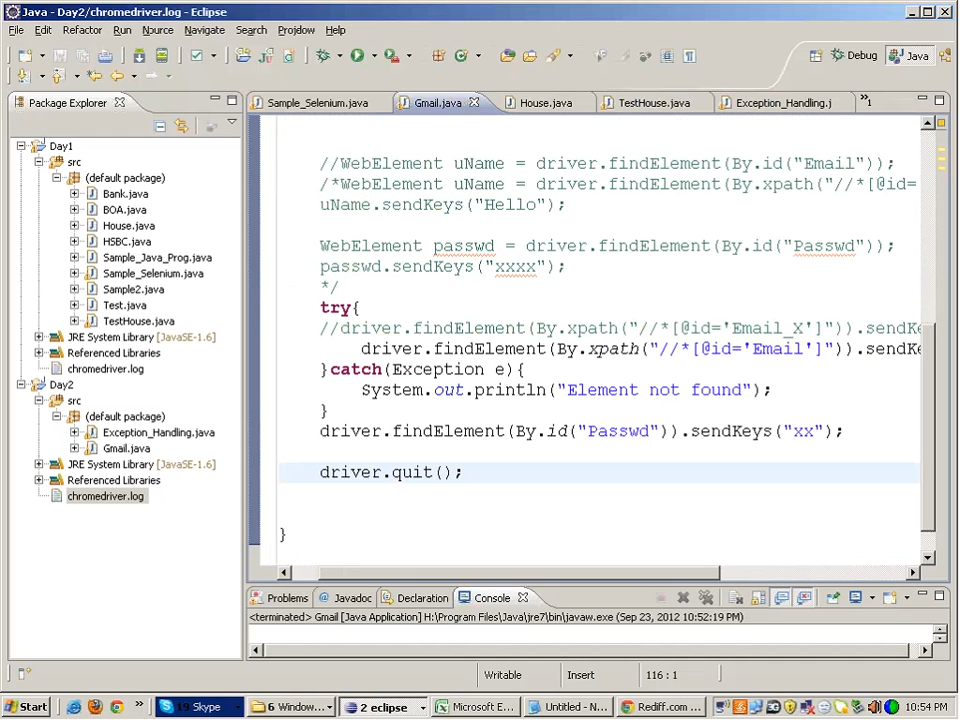 Java - Day2/chromedriver.log - Eclipse
File Edit Refactor Run Source Navigate Search Projdow Help
Debug Java
Package Explorer
Sample_Selenium.java Gmail.java House.java TestHouse.java Exception_Handling.j »1
Day1
src
(default package)
Bank.java
BOA.java
House.java
HSBC.java
Sample_Java_Prog.java
Sample_Selenium.java
Sample2.java
Test.java
TestHouse.java
JRE System Library [JavaSE-1.6]
Referenced Libraries
chromedriver.log
Day2
src
(default package)
Exception_Handling.java
Gmail.java
JRE System Library [JavaSE-1.6]
Referenced Libraries
chromedriver.log
//WebElement uName = driver.findElement(By.id("Email"));
/*WebElement uName = driver.findElement(By.xpath("//*[@id=
uName.sendKeys("Hello");
WebElement passwd = driver.findElement(By.id("Passwd"));
passwd.sendKeys("xxxx");
*/
try{
//driver.findElement(By.xpath("//*[@id='Email_X']")).sendKe
driver.findElement(By.xpath("//*[@id='Email']")).sendKe
}catch(Exception e){
System.out.println("Element not found");
}
driver.findElement(By.id("Passwd")).sendKeys("xx");
driver.quit();
}
Problems Javadoc Declaration Console
<terminated> Gmail [Java Application] H:\Program Files\Java\jre7\bin\javaw.exe (Sep 23, 2012 10:52:19 PM)
Writable Insert 116 : 1
Start » 19 Skype 6 Window... 2 eclipse Microsoft E... Untitled - N... Rediff.com ... 10:54 PM